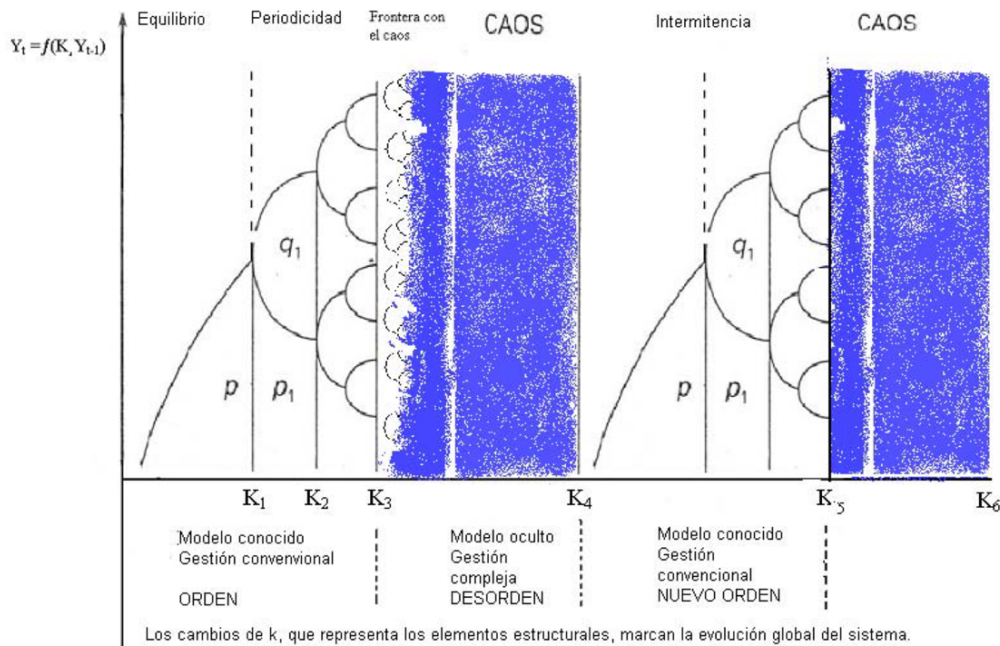 Equilibrio
Periodicidad
Frontera con
el caos
CAOS
Intermitencia
CAOS
Yt = f(K, Yt-1)
q1
p
p1
q1
p
p1
K1
K2
K3
K4
K5
K6
Modelo conocido
Gestión convenvional
ORDEN
Modelo oculto
Gestión
compleja
DESORDEN
Modelo conocido
Gestión
convencional
NUEVO ORDEN
Los cambios de k, que representa los elementos estructurales, marcan la evolución global del sistema.